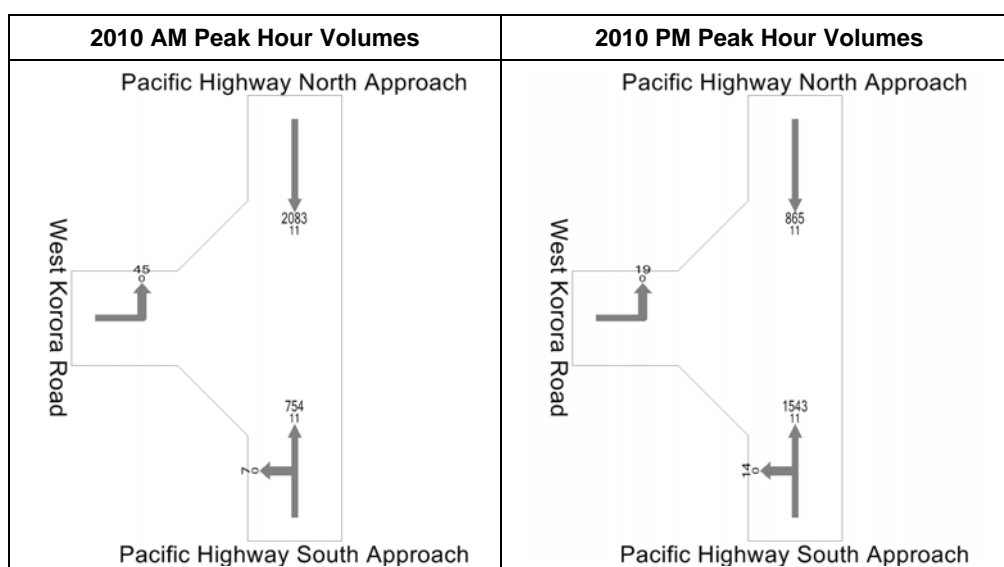 2010 AM Peak Hour Volumes
2010 PM Peak Hour Volumes
Pacific Highway North Approach
2083
11
West Korora Road
45
0
754
11
7
0
Pacific Highway South Approach
Pacific Highway North Approach
865
11
West Korora Road
19
0
1543
11
14
0
Pacific Highway South Approach